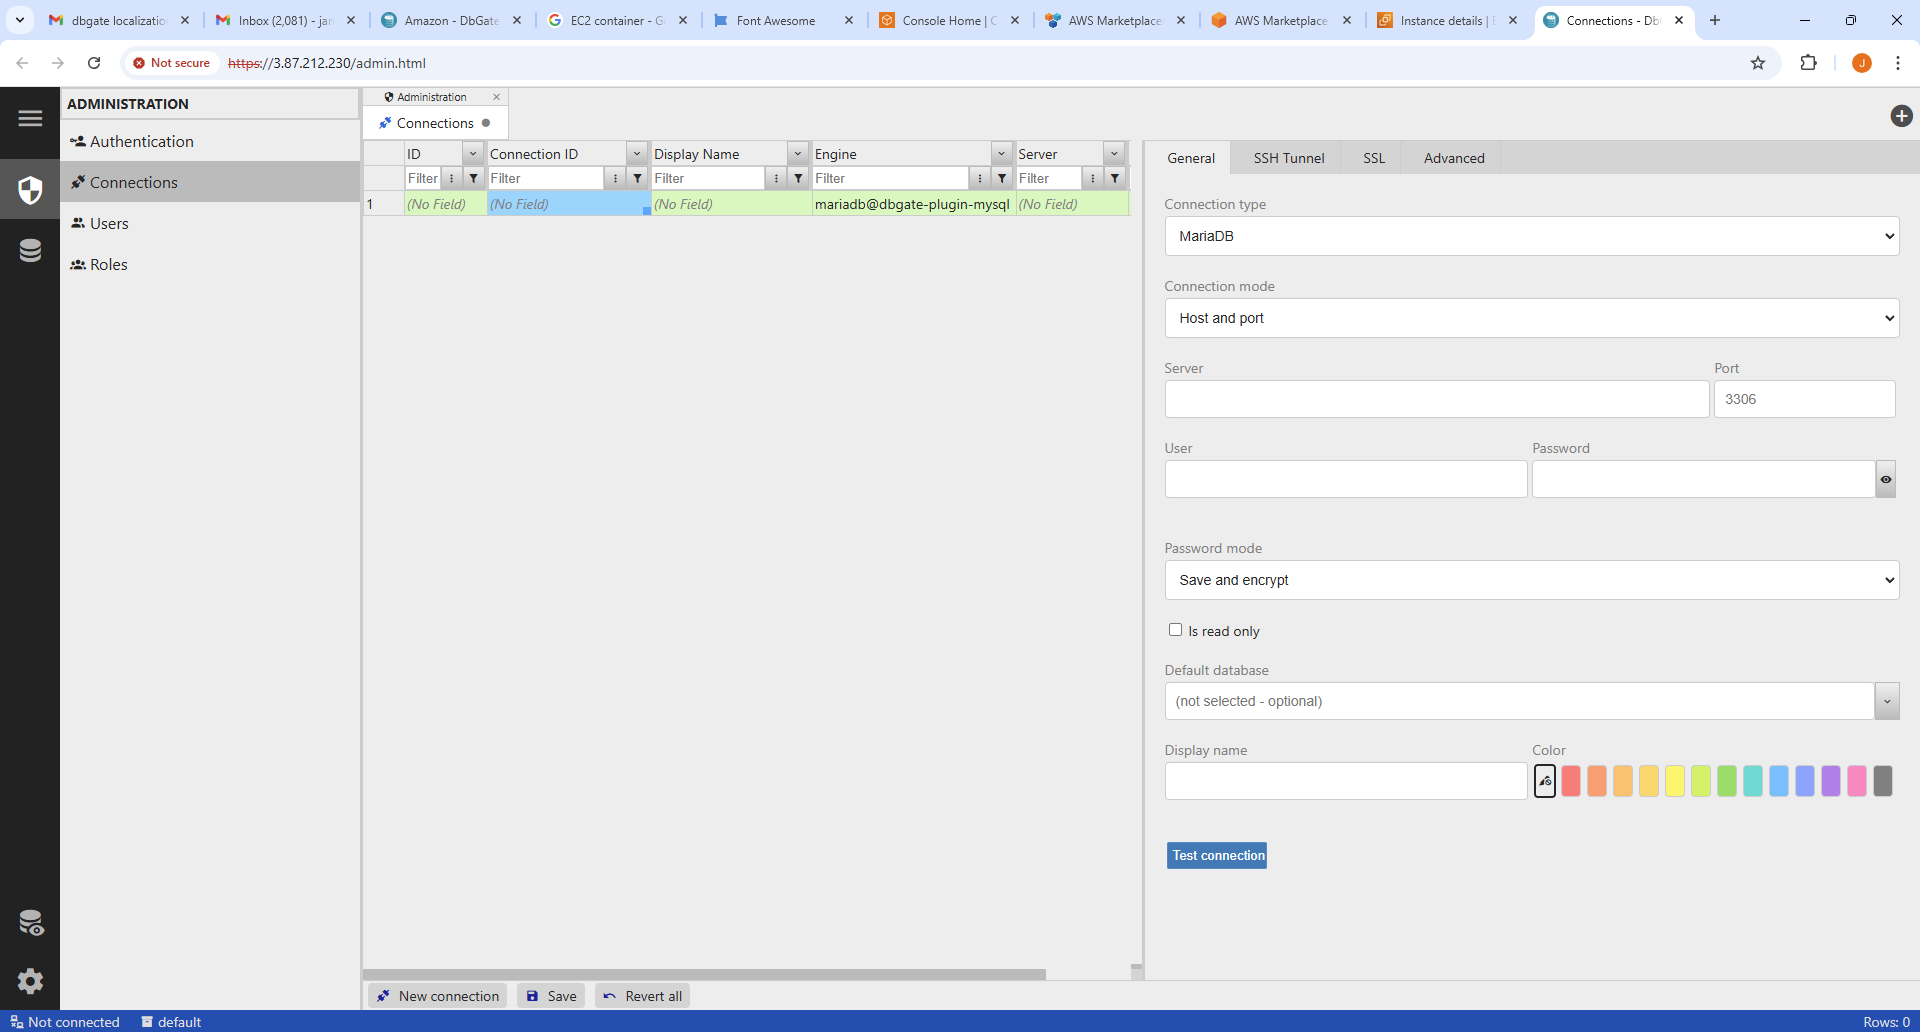 dbgate localizatio
Inbox (2,081) - jan
Amazon - DbGate
EC2 container - G
Font Awesome
Console Home | C
AWS Marketplace
AWS Marketplace
Instance details | E
Connections - Db
Not secure
https://3.87.212.230/admin.html
J
ADMINISTRATION
Authentication
Connections
Users
Roles
Administration
Connections
ID
Connection ID
Display Name
Engine
Server
Filter
Filter
Filter
Filter
Filter
1
(No Field)
(No Field)
(No Field)
mariadb@dbgate-plugin-mysql
(No Field)
General
SSH Tunnel
SSL
Advanced
Connection type
MariaDB
Connection mode
Host and port
Server
Port
3306
User
Password
Password mode
Save and encrypt
Is read only
Default database
(not selected - optional)
Display name
Color
Test connection
New connection
Save
Revert all
Not connected
default
Rows: 0